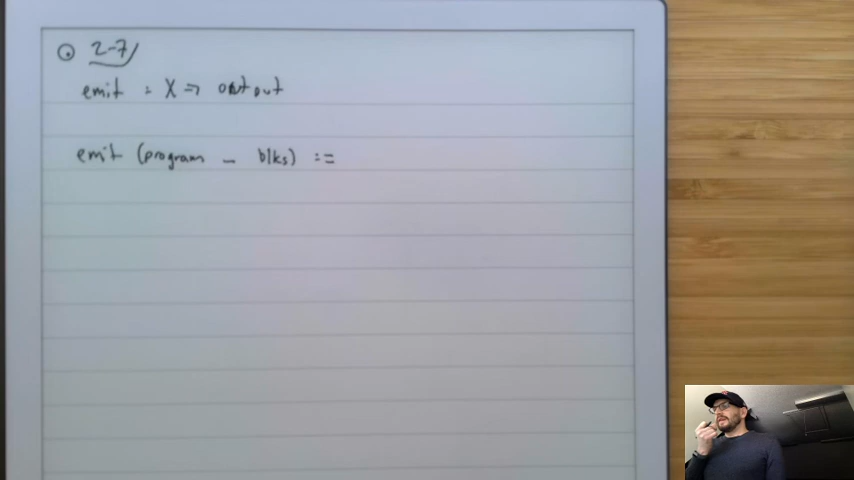 ⊙ 2-7/
emit : X ⇒ output
emit (program _ blks) :=